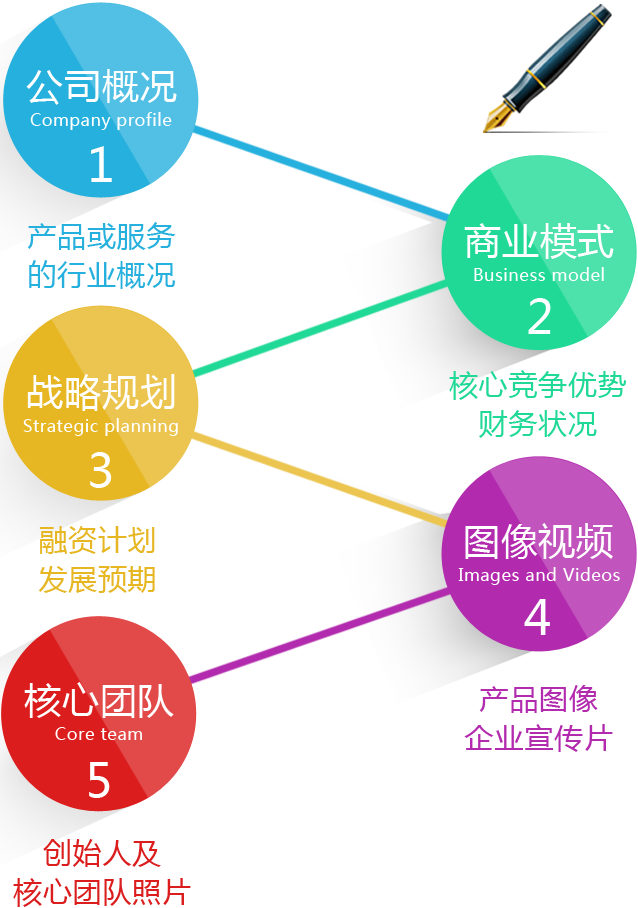 公司概况
Company profile
1
产品或服务
的行业概况
商业模式
Business model
2
核心竞争优势
财务状况
战略规划
Strategic planning
3
融资计划
发展预期
图像视频
Images and Videos
4
产品图像
企业宣传片
核心团队
Core team
5
创始人及
核心团队照片